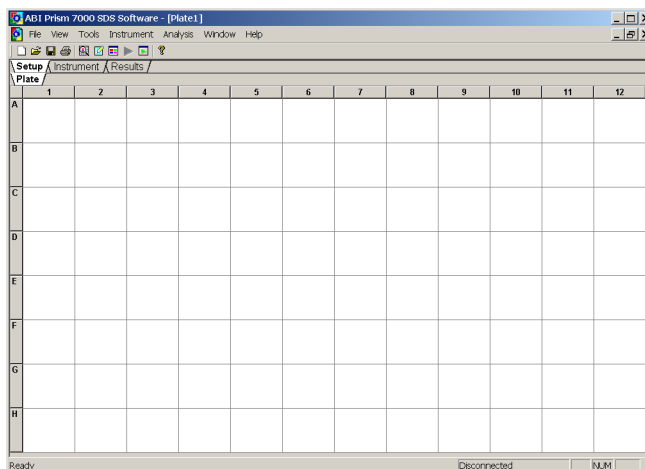 ABI Prism 7000 SDS Software - [Plate1]
File View Tools Instrument Analysis Window Help
Setup Instrument Results
Plate
1 2 3 4 5 6 7 8 9 10 11 12
A
B
C
D
E
F
G
H
Ready Disconnected NUM